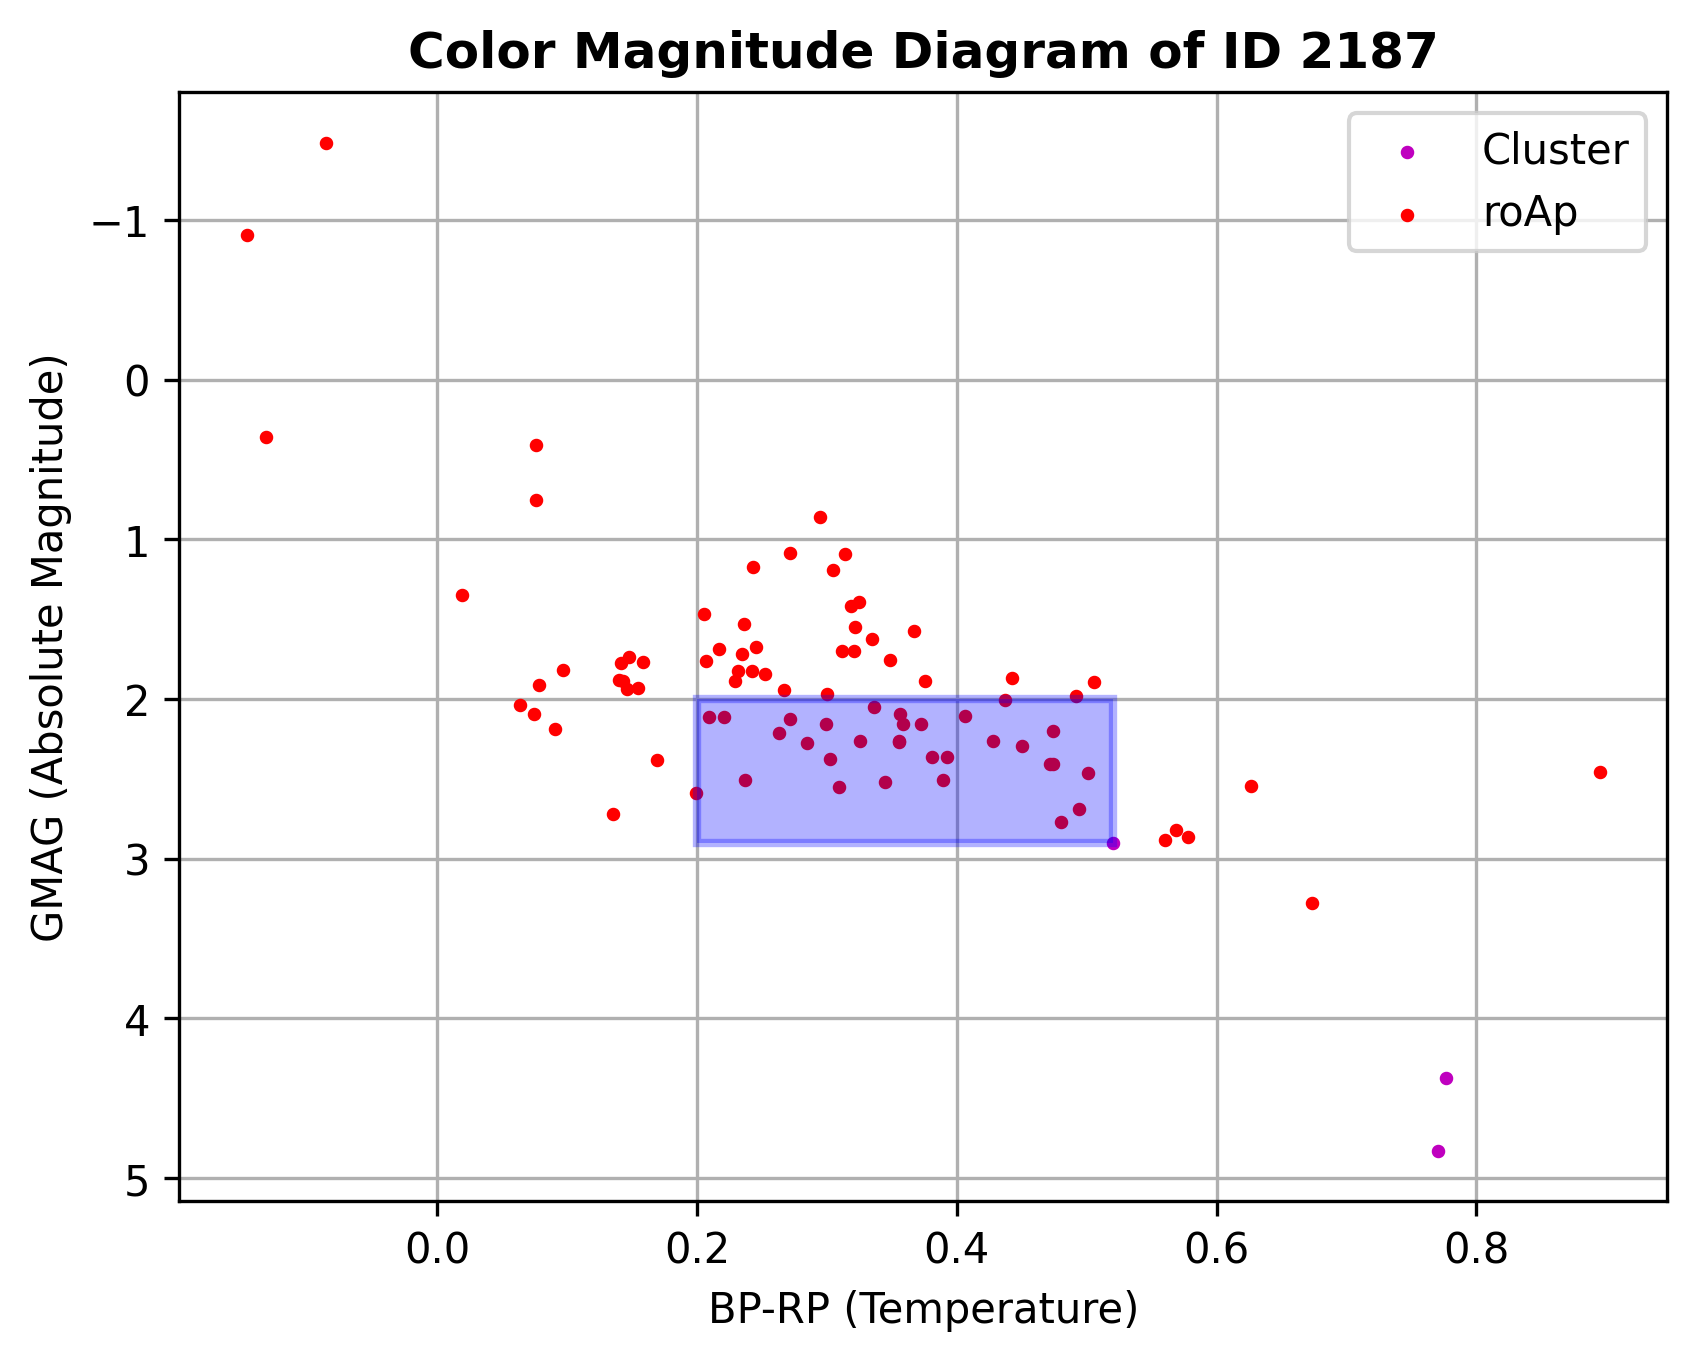 Color Magnitude Diagram of ID 2187
Cluster
roAp
GMAG (Absolute Magnitude)
−1
0
1
2
3
4
5
0.0 0.2 0.4 0.6 0.8
BP-RP (Temperature)